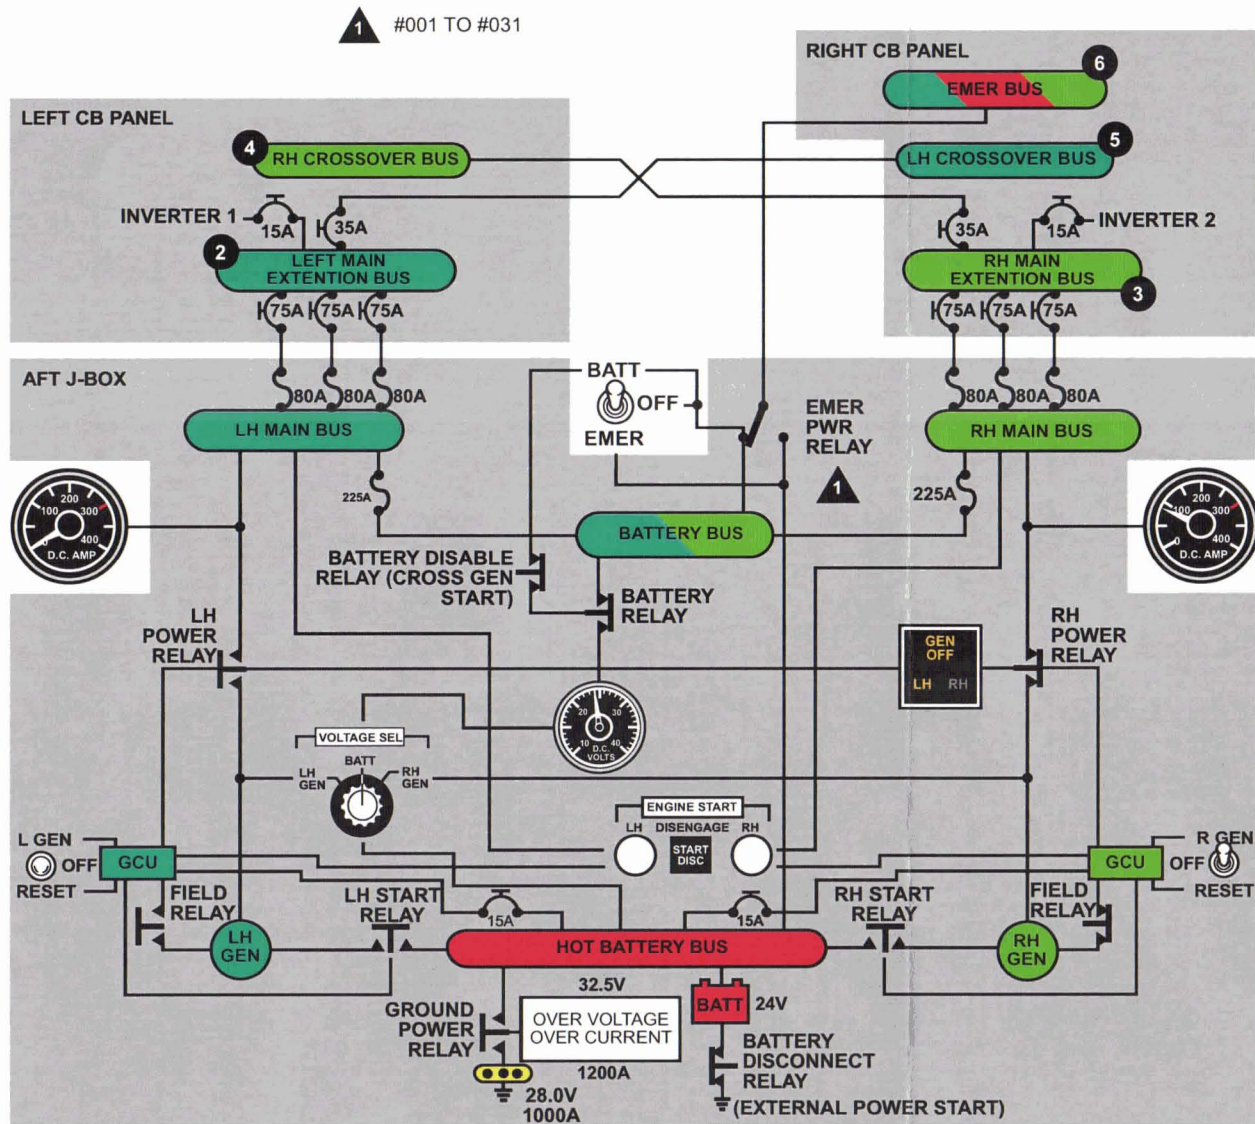 1 #001 TO #031
RIGHT CB PANEL
EMER BUS 6
LEFT CB PANEL
4 RH CROSSOVER BUS
LH CROSSOVER BUS 5
INVERTER 1
15A
35A
2 LEFT MAIN
EXTENTION BUS
75A 75A 75A
35A
15A
INVERTER 2
RH MAIN
EXTENTION BUS
3
75A 75A 75A
AFT J-BOX
80A 80A 80A
LH MAIN BUS
BATT
OFF
EMER
EMER
PWR
RELAY
1
80A 80A 80A
RH MAIN BUS
0 100 200 300 400
D.C. AMP
225A
BATTERY BUS
225A
0 100 200 300 400
D.C. AMP
BATTERY DISABLE
RELAY (CROSS GEN
START)
BATTERY
RELAY
LH
POWER
RELAY
GEN
OFF
LH RH
RH
POWER
RELAY
10 20 30 40
D.C.
VOLTS
VOLTAGE SEL
LH
GEN
BATT
RH
GEN
ENGINE START
LH DISENGAGE RH
START
DISC
L GEN
OFF
RESET
GCU
FIELD
RELAY
LH
GEN
LH START
RELAY
15A
15A
RH START
RELAY
FIELD
RELAY
RH
GEN
GCU
R GEN
OFF
RESET
HOT BATTERY BUS
32.5V
GROUND
POWER
RELAY
OVER VOLTAGE
OVER CURRENT
1200A
28.0V
1000A
BATT 24V
BATTERY
DISCONNECT
RELAY
(EXTERNAL POWER START)